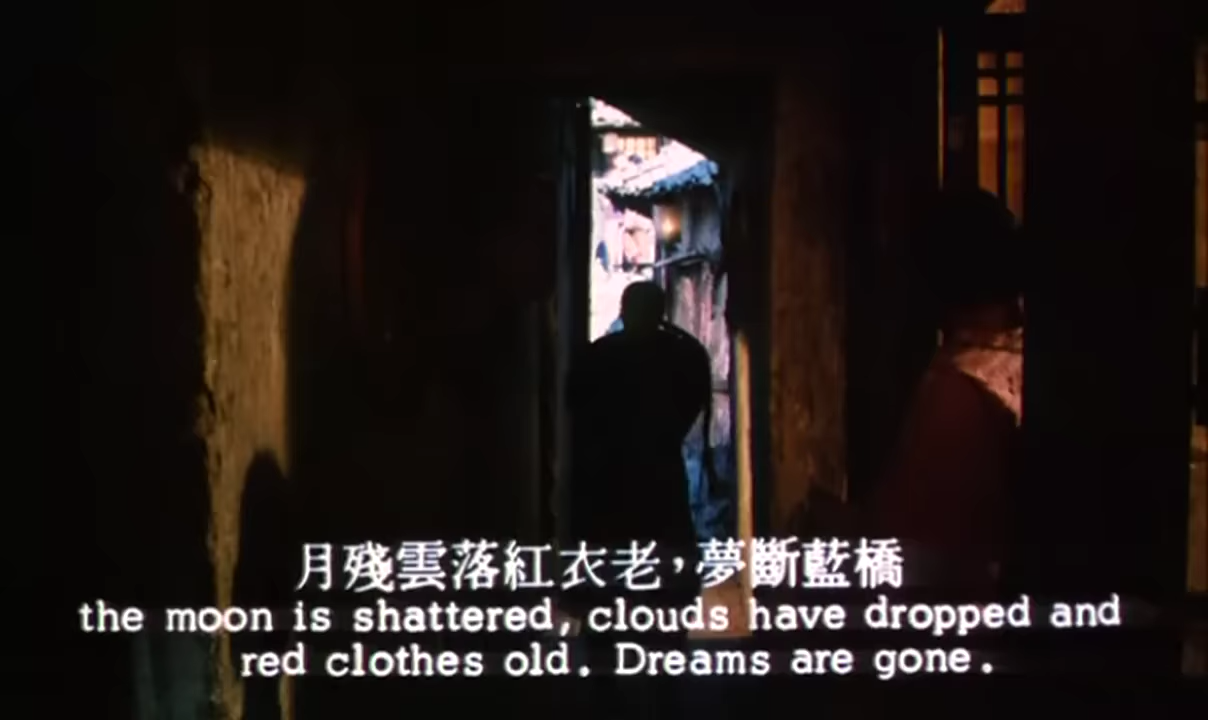 月殘雲落紅衣老，夢斷藍橋
the moon is shattered, clouds have dropped and
red clothes old. Dreams are gone.